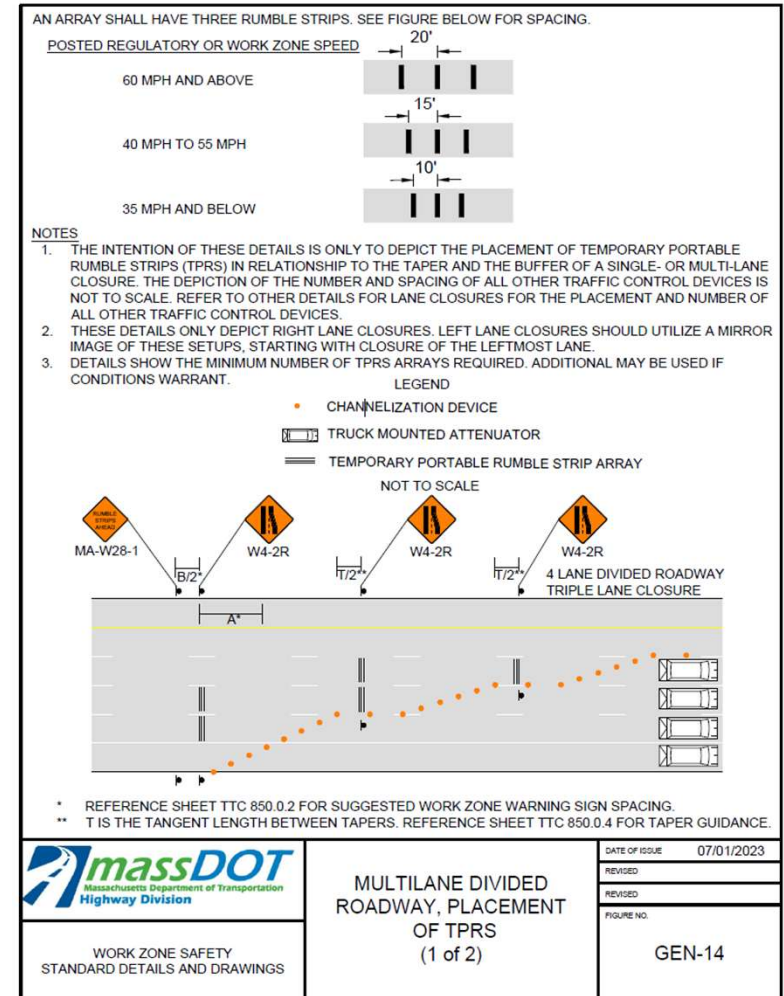 AN ARRAY SHALL HAVE THREE RUMBLE STRIPS. SEE FIGURE BELOW FOR SPACING.
POSTED REGULATORY OR WORK ZONE SPEED
20'
60 MPH AND ABOVE
15'
40 MPH TO 55 MPH
10'
35 MPH AND BELOW
NOTES
1. THE INTENTION OF THESE DETAILS IS ONLY TO DEPICT THE PLACEMENT OF TEMPORARY PORTABLE
RUMBLE STRIPS (TPRS) IN RELATIONSHIP TO THE TAPER AND THE BUFFER OF A SINGLE- OR MULTI-LANE
CLOSURE. THE DEPICTION OF THE NUMBER AND SPACING OF ALL OTHER TRAFFIC CONTROL DEVICES IS
NOT TO SCALE. REFER TO OTHER DETAILS FOR LANE CLOSURES FOR THE PLACEMENT AND NUMBER OF
ALL OTHER TRAFFIC CONTROL DEVICES.
2. THESE DETAILS ONLY DEPICT RIGHT LANE CLOSURES. LEFT LANE CLOSURES SHOULD UTILIZE A MIRROR
IMAGE OF THESE SETUPS, STARTING WITH CLOSURE OF THE LEFTMOST LANE.
3. DETAILS SHOW THE MINIMUM NUMBER OF TPRS ARRAYS REQUIRED. ADDITIONAL MAY BE USED IF
CONDITIONS WARRANT.
LEGEND
CHANNELIZATION DEVICE
TRUCK MOUNTED ATTENUATOR
TEMPORARY PORTABLE RUMBLE STRIP ARRAY
NOT TO SCALE
RUMBLE
STRIPS
AHEAD
MA-W28-1
W4-2R
W4-2R
W4-2R
B/2*
T/2**
T/2**
4 LANE DIVIDED ROADWAY
TRIPLE LANE CLOSURE
A*
* REFERENCE SHEET TTC 850.0.2 FOR SUGGESTED WORK ZONE WARNING SIGN SPACING.
** T IS THE TANGENT LENGTH BETWEEN TAPERS. REFERENCE SHEET TTC 850.0.4 FOR TAPER GUIDANCE.
massDOT
Massachusetts Department of Transportation
Highway Division
WORK ZONE SAFETY
STANDARD DETAILS AND DRAWINGS
MULTILANE DIVIDED
ROADWAY, PLACEMENT
OF TPRS
(1 of 2)
DATE OF ISSUE 07/01/2023
REVISED
REVISED
FIGURE NO.
GEN-14